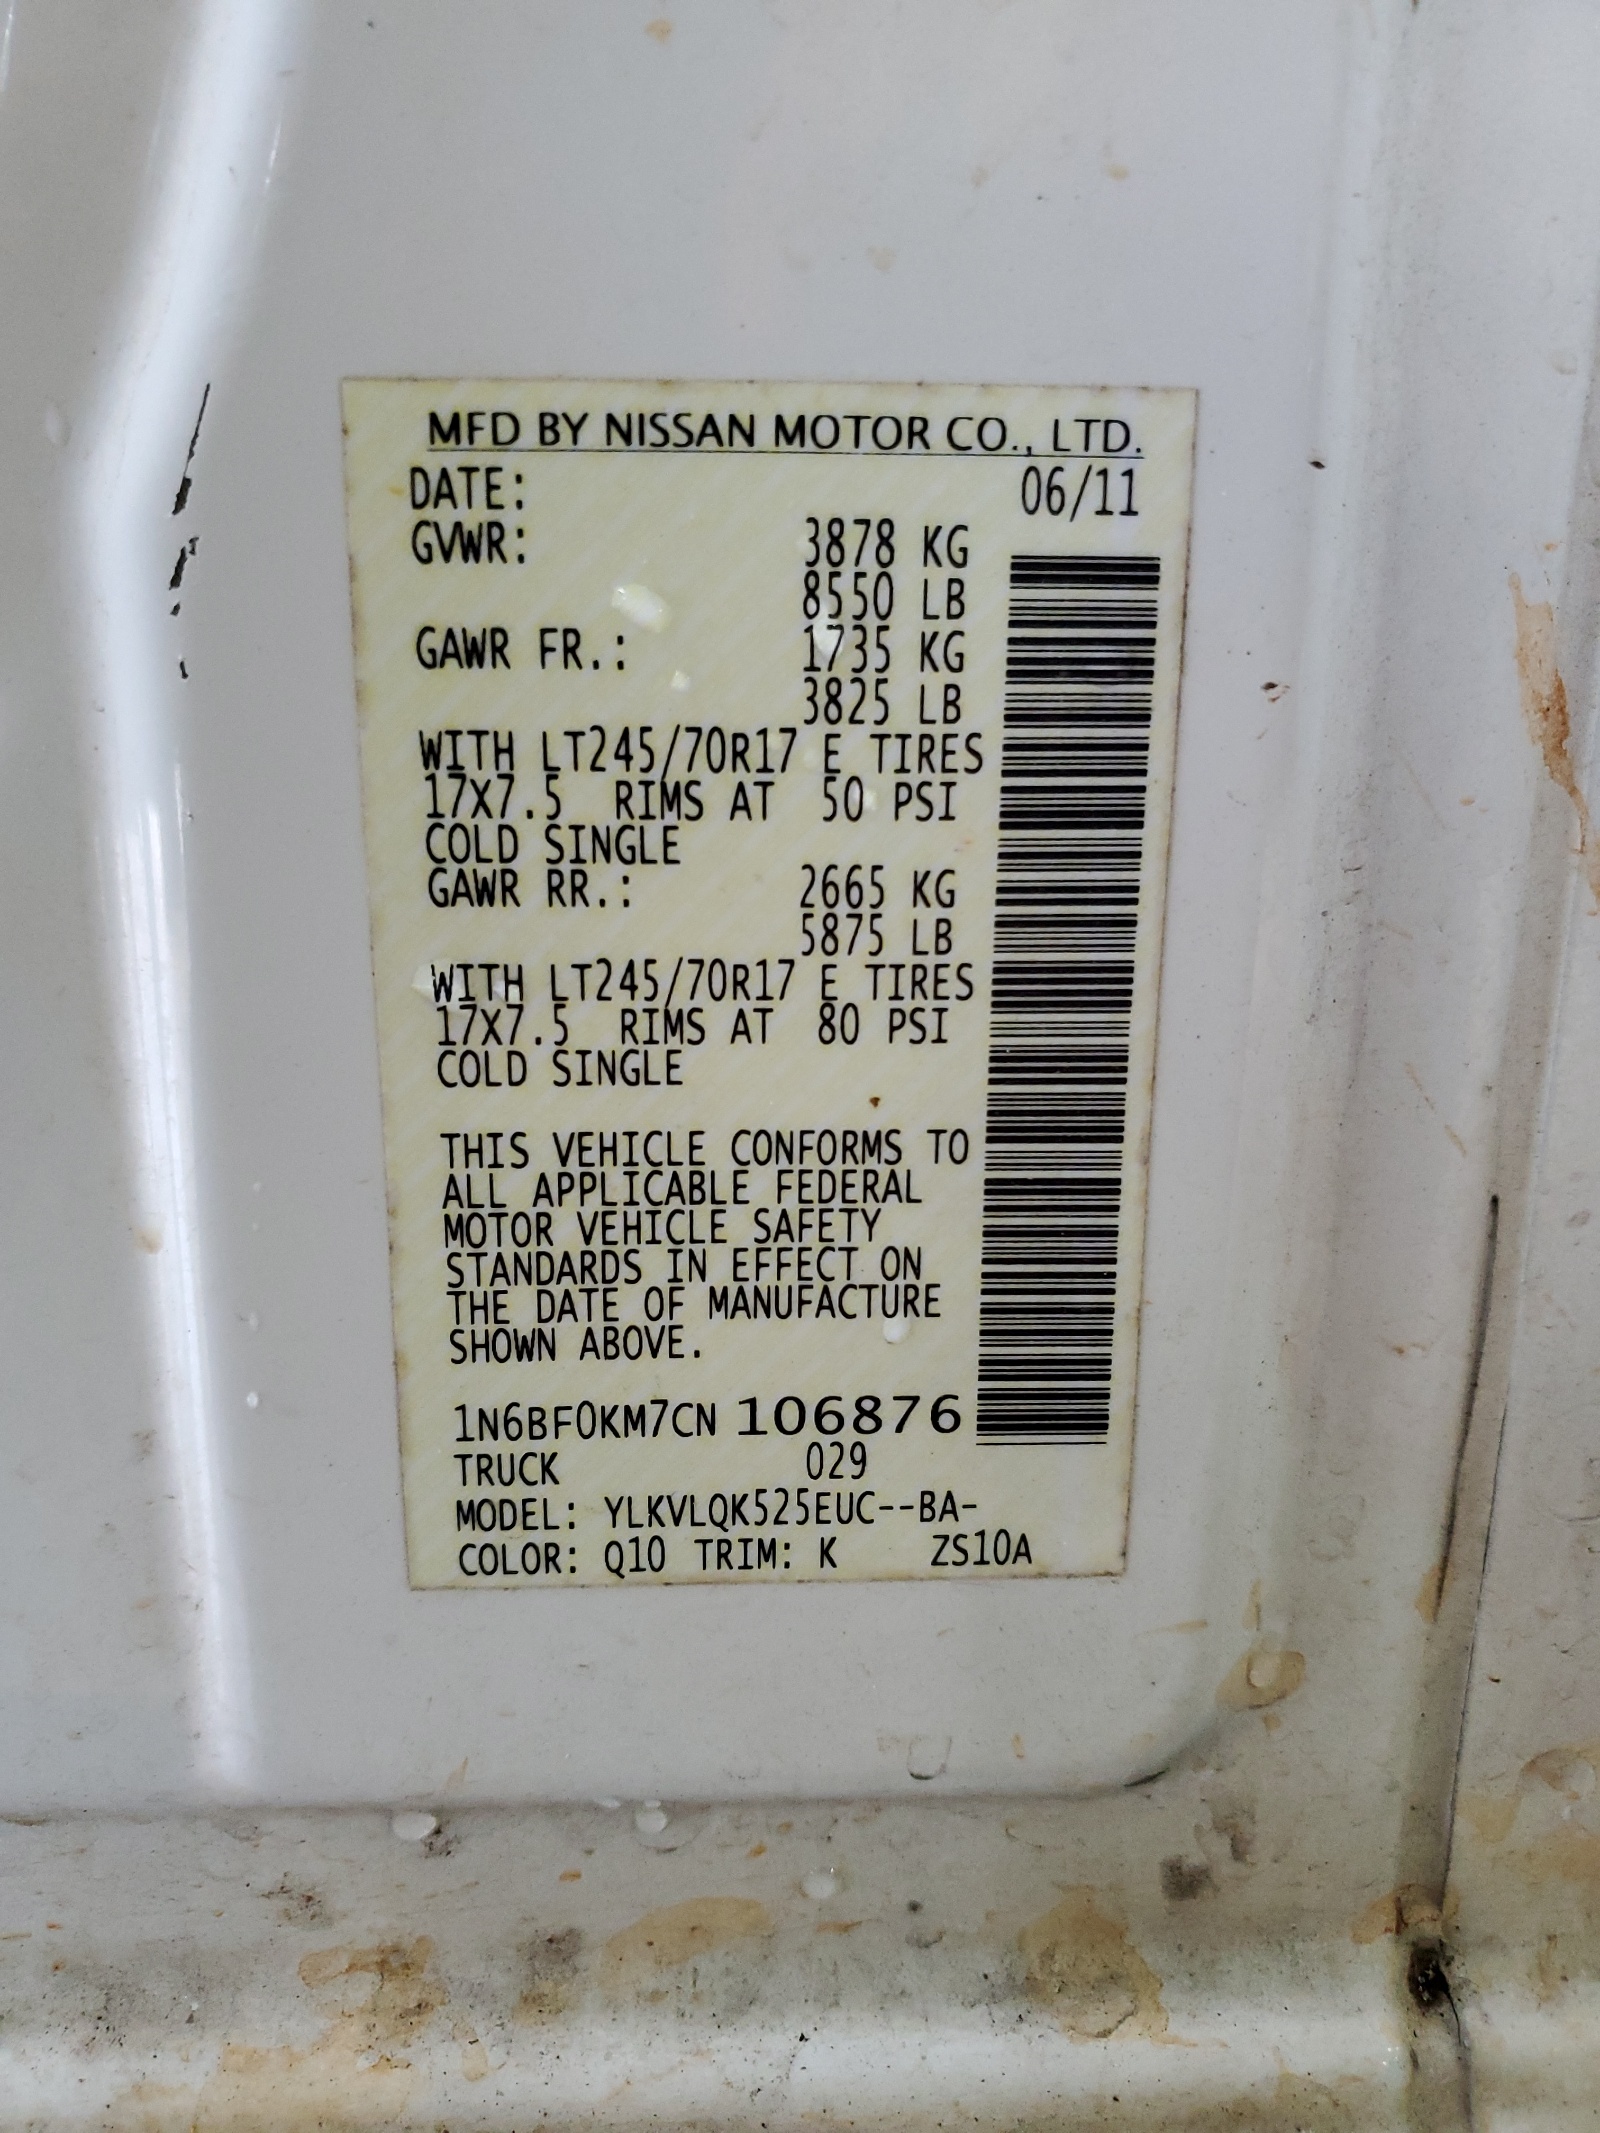 MFD BY NISSAN MOTOR CO., LTD.
DATE: 06/11
GVWR: 3878 KG
8550 LB
GAWR FR.: 1735 KG
3825 LB
WITH LT245/70R17 E TIRES
17X7.5 RIMS AT 50 PSI
COLD SINGLE
GAWR RR.: 2665 KG
5875 LB
WITH LT245/70R17 E TIRES
17X7.5 RIMS AT 80 PSI
COLD SINGLE
THIS VEHICLE CONFORMS TO
ALL APPLICABLE FEDERAL
MOTOR VEHICLE SAFETY
STANDARDS IN EFFECT ON
THE DATE OF MANUFACTURE
SHOWN ABOVE.
1N6BF0KM7CN 106876
TRUCK 029
MODEL: YLKVLQK525EUC--BA-
COLOR: Q10 TRIM: K ZS10A